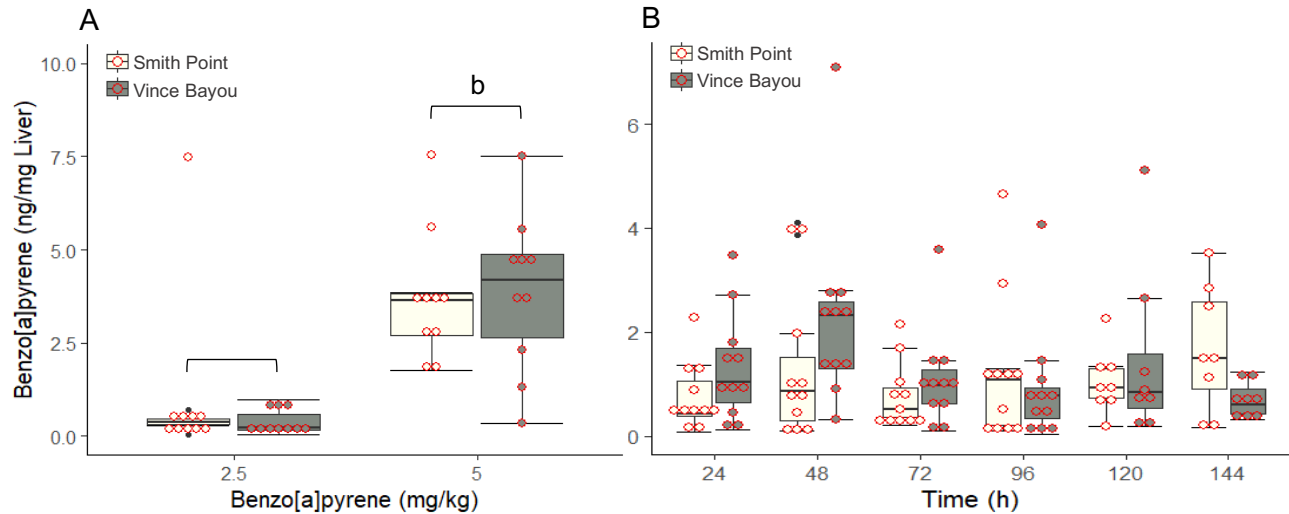 A
Benzo[a]pyrene (ng/mg Liver)
10.0
7.5
5.0
2.5
0.0
Smith Point
Vince Bayou
b
2.5
5
Benzo[a]pyrene (mg/kg)
B
6
4
2
0
Smith Point
Vince Bayou
24
48
72
96
120
144
Time (h)